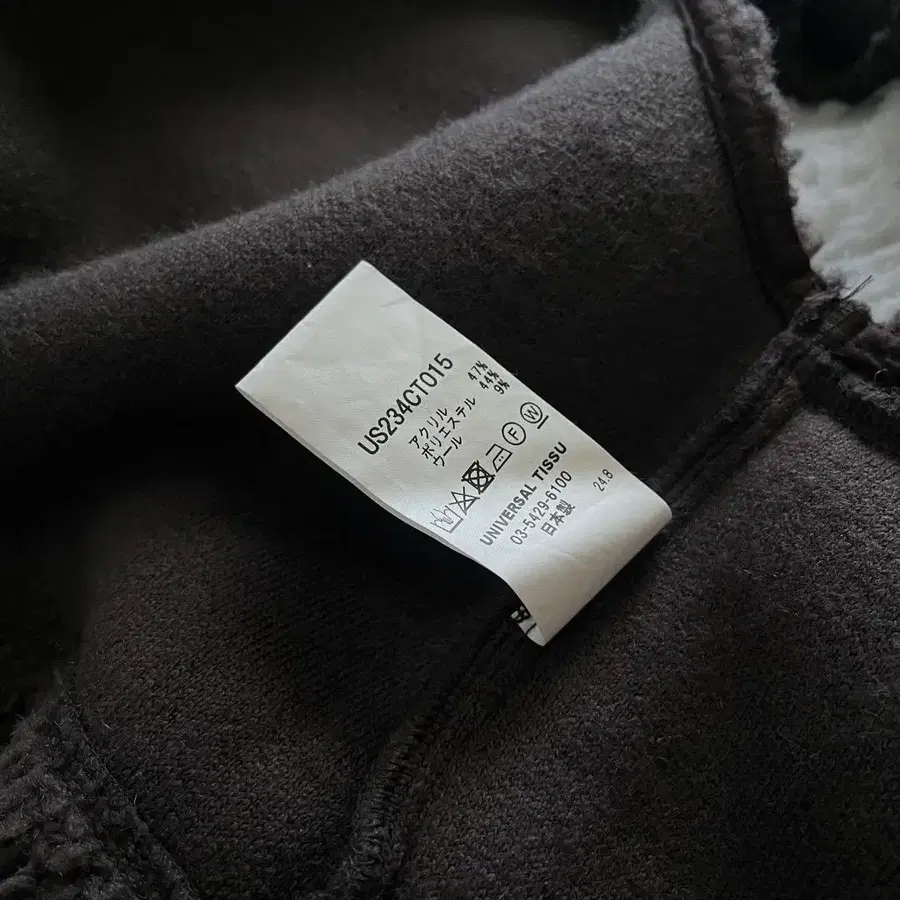 US234CT015
アクリル 47%
ポリエステル 44%
ウール 9%
F W
UNIVERSAL TISSU
03-5429-6100
日本製 24.8